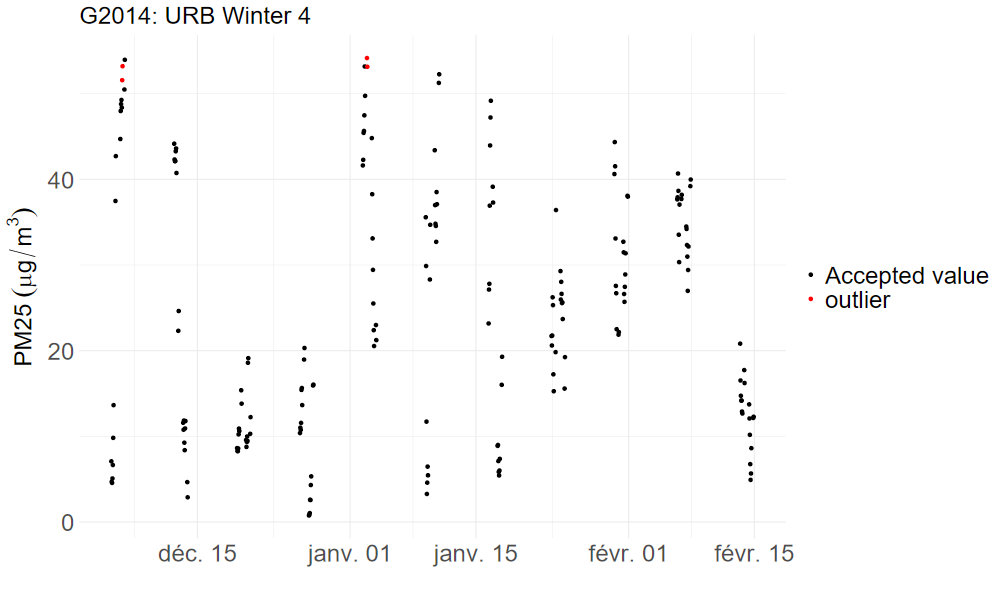 G2014: URB Winter 4
PM25 (μg/m³)
40
20
0
déc. 15
janv. 01
janv. 15
févr. 01
févr. 15
Accepted value
outlier